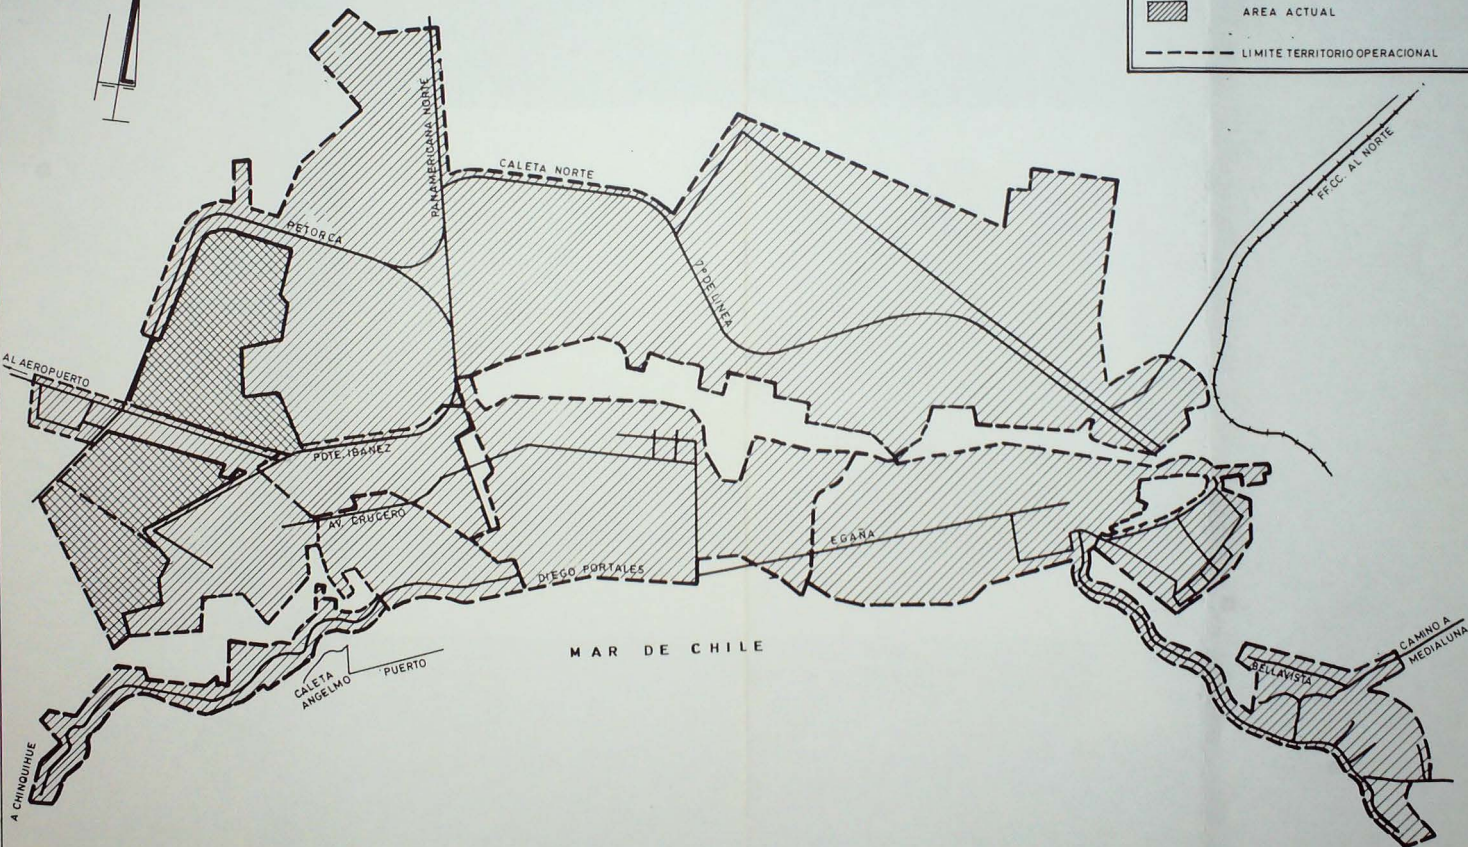 AREA ACTUAL
LIMITE TERRITORIO OPERACIONAL
PANAMERICANA NORTE
CALETA NORTE
FF.CC. AL NORTE
PETORCA
7º DE LINEA
AL AEROPUERTO
PDTE. IBAÑEZ
AV. CRUCERO
EGAÑA
DIEGO PORTALES
MAR DE CHILE
CALETA
ANGELMO
PUERTO
CAMINO A
MEDIALUNA
BELLAVISTA
A CHINQUIHUE